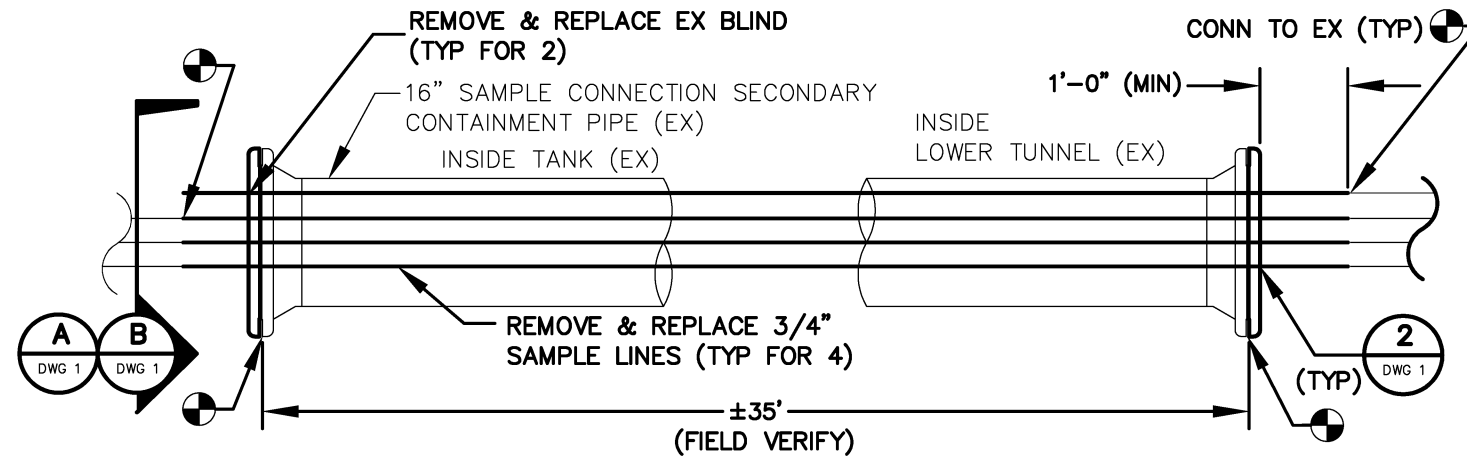 REMOVE & REPLACE EX BLIND
(TYP FOR 2)
CONN TO EX (TYP)
16" SAMPLE CONNECTION SECONDARY
CONTAINMENT PIPE (EX)
1'-0" (MIN)
INSIDE TANK (EX)
INSIDE
LOWER TUNNEL (EX)
REMOVE & REPLACE 3/4"
SAMPLE LINES (TYP FOR 4)
A
DWG 1
B
DWG 1
2
DWG 1
(TYP)
±35'
(FIELD VERIFY)